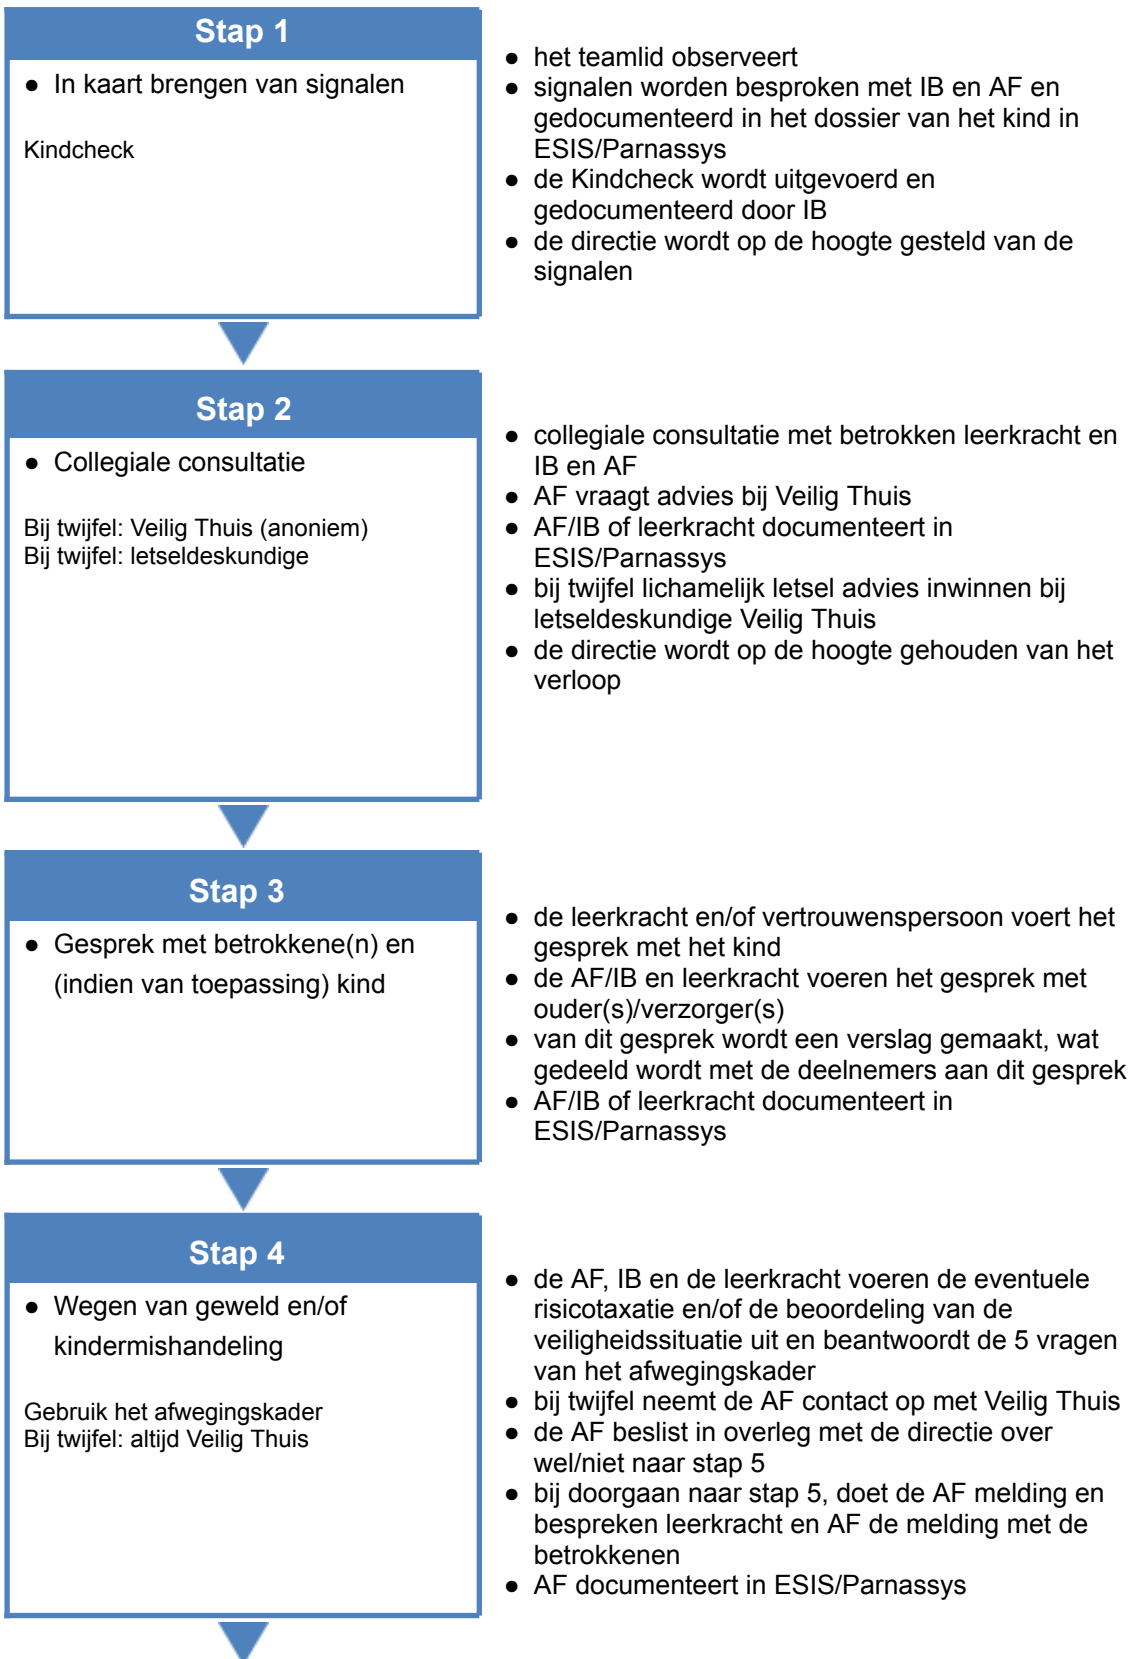 Stap 1
● In kaart brengen van signalen
Kindcheck
● het teamlid observeert
● signalen worden besproken met IB en AF en
gedocumenteerd in het dossier van het kind in
ESIS/Parnassys
● de Kindcheck wordt uitgevoerd en
gedocumenteerd door IB
● de directie wordt op de hoogte gesteld van de
signalen
Stap 2
● Collegiale consultatie
Bij twijfel: Veilig Thuis (anoniem)
Bij twijfel: letseldeskundige
● collegiale consultatie met betrokken leerkracht en
IB en AF
● AF vraagt advies bij Veilig Thuis
● AF/IB of leerkracht documenteert in
ESIS/Parnassys
● bij twijfel lichamelijk letsel advies inwinnen bij
letseldeskundige Veilig Thuis
● de directie wordt op de hoogte gehouden van het
verloop
Stap 3
● Gesprek met betrokkene(n) en
(indien van toepassing) kind
● de leerkracht en/of vertrouwenspersoon voert het
gesprek met het kind
● de AF/IB en leerkracht voeren het gesprek met
ouder(s)/verzorger(s)
● van dit gesprek wordt een verslag gemaakt, wat
gedeeld wordt met de deelnemers aan dit gesprek
● AF/IB of leerkracht documenteert in
ESIS/Parnassys
Stap 4
● Wegen van geweld en/of
kindermishandeling
Gebruik het afwegingskader
Bij twijfel: altijd Veilig Thuis
● de AF, IB en de leerkracht voeren de eventuele
risicotaxatie en/of de beoordeling van de
veiligheidssituatie uit en beantwoordt de 5 vragen
van het afwegingskader
● bij twijfel neemt de AF contact op met Veilig Thuis
● de AF beslist in overleg met de directie over
wel/niet naar stap 5
● bij doorgaan naar stap 5, doet de AF melding en
bespreken leerkracht en AF de melding met de
betrokkenen
● AF documenteert in ESIS/Parnassys